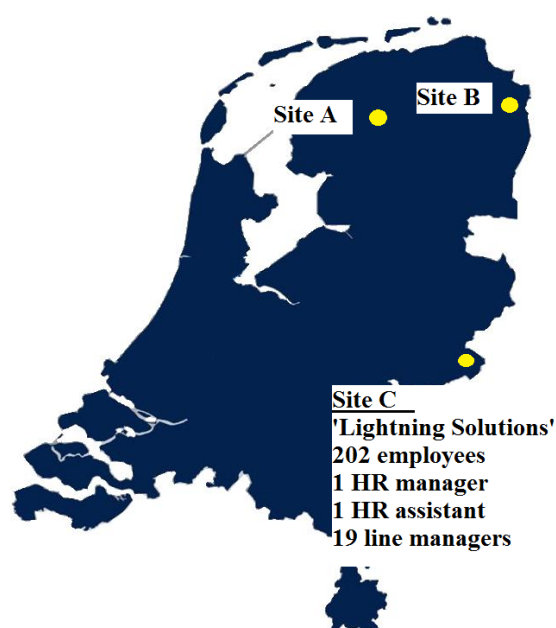 Site A
Site B
Site C
'Lightning Solutions'
202 employees
1 HR manager
1 HR assistant
19 line managers